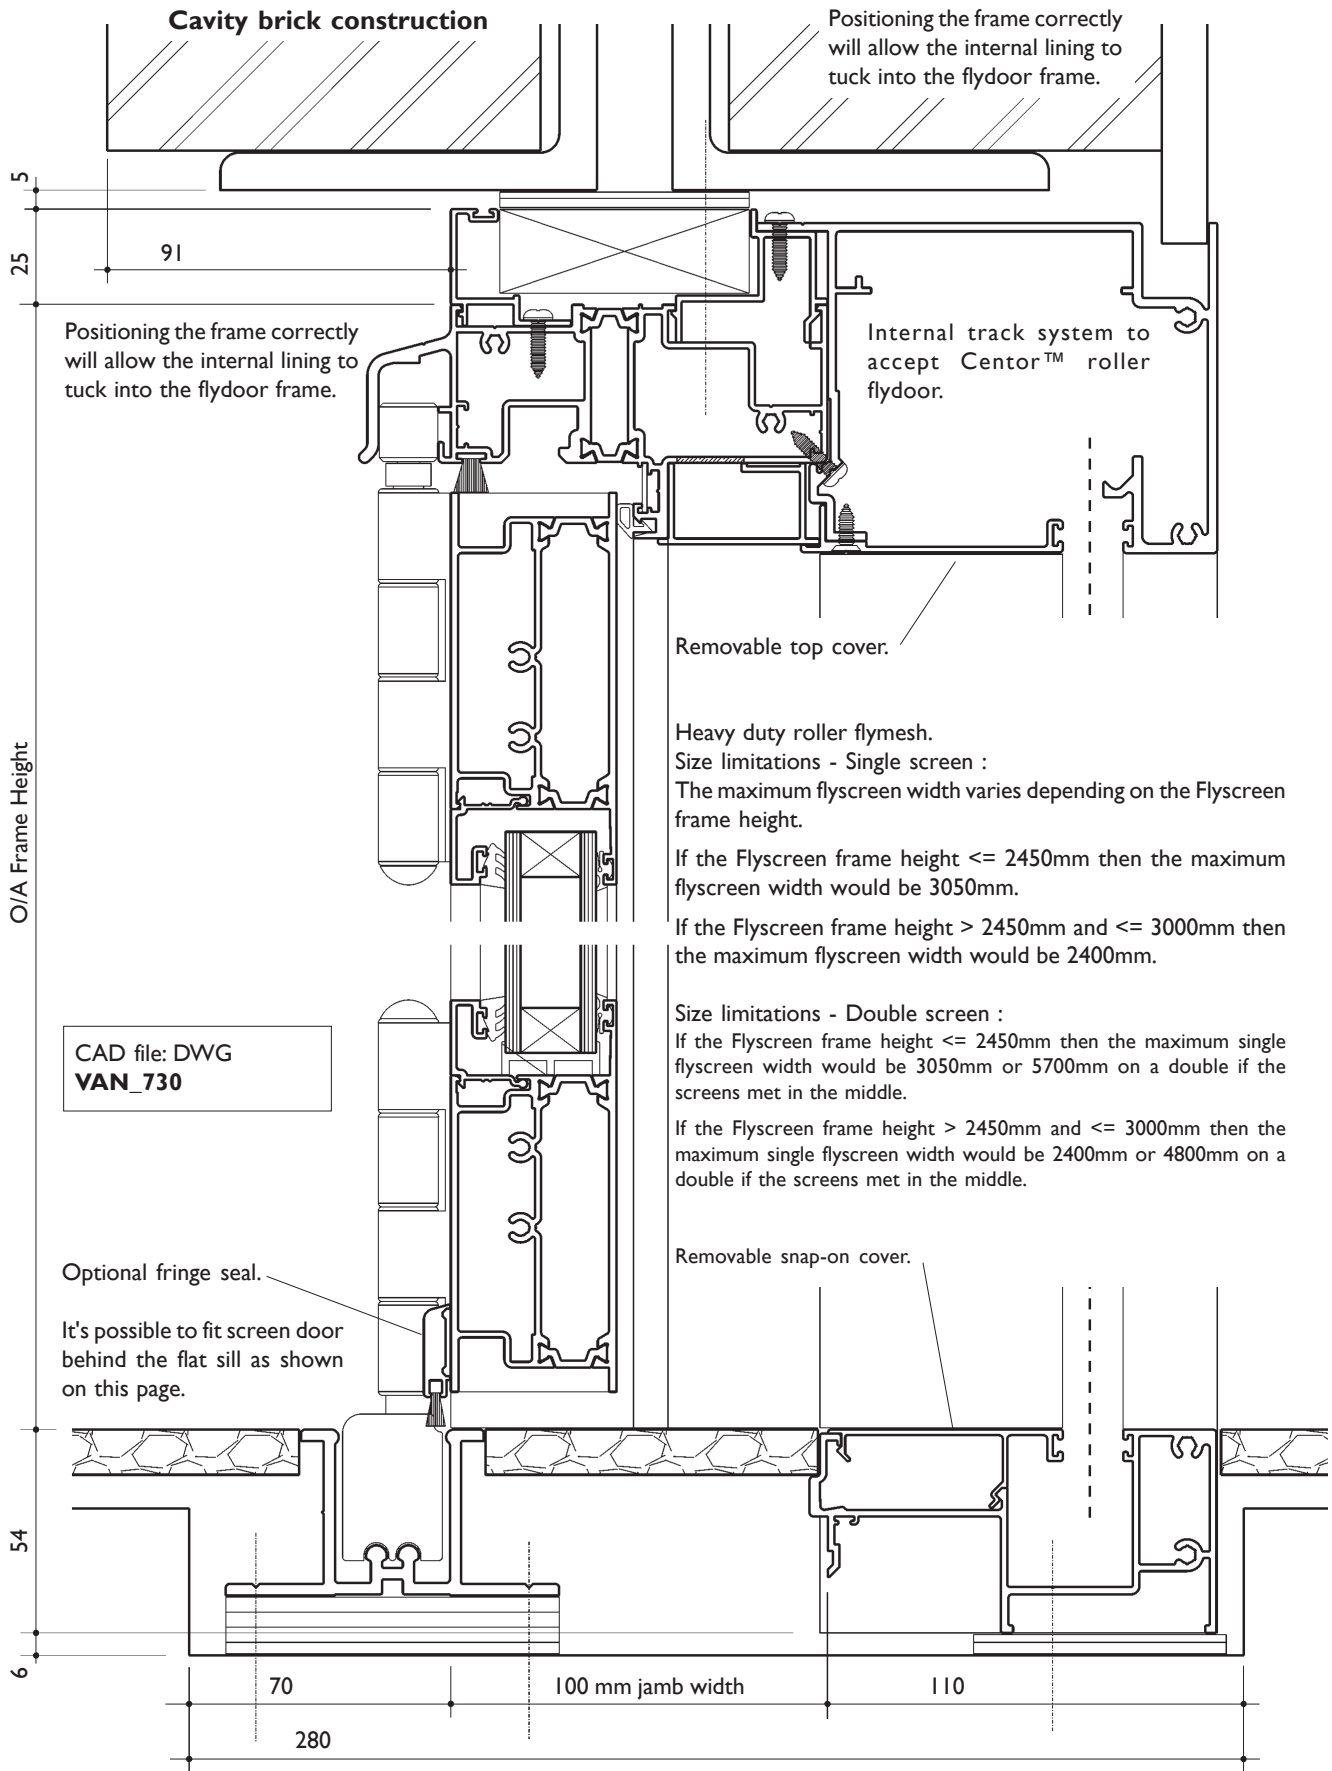 Cavity brick construction
Positioning the frame correctly
will allow the internal lining to
tuck into the flydoor frame.
5
25
91
Positioning the frame correctly
will allow the internal lining to
tuck into the flydoor frame.
Internal track system to
accept Centor™ roller
flydoor.
Removable top cover.
O/A Frame Height
Heavy duty roller flymesh.
Size limitations - Single screen :
The maximum flyscreen width varies depending on the Flyscreen
frame height.
If the Flyscreen frame height <= 2450mm then the maximum
flyscreen width would be 3050mm.
If the Flyscreen frame height > 2450mm and <= 3000mm then
the maximum flyscreen width would be 2400mm.
Size limitations - Double screen :
If the Flyscreen frame height <= 2450mm then the maximum single
flyscreen width would be 3050mm or 5700mm on a double if the
screens met in the middle.
If the Flyscreen frame height > 2450mm and <= 3000mm then the
maximum single flyscreen width would be 2400mm or 4800mm on a
double if the screens met in the middle.
CAD file: DWG
VAN_730
Removable snap-on cover.
Optional fringe seal.
It's possible to fit screen door
behind the flat sill as shown
on this page.
54
6
70
100 mm jamb width
110
280